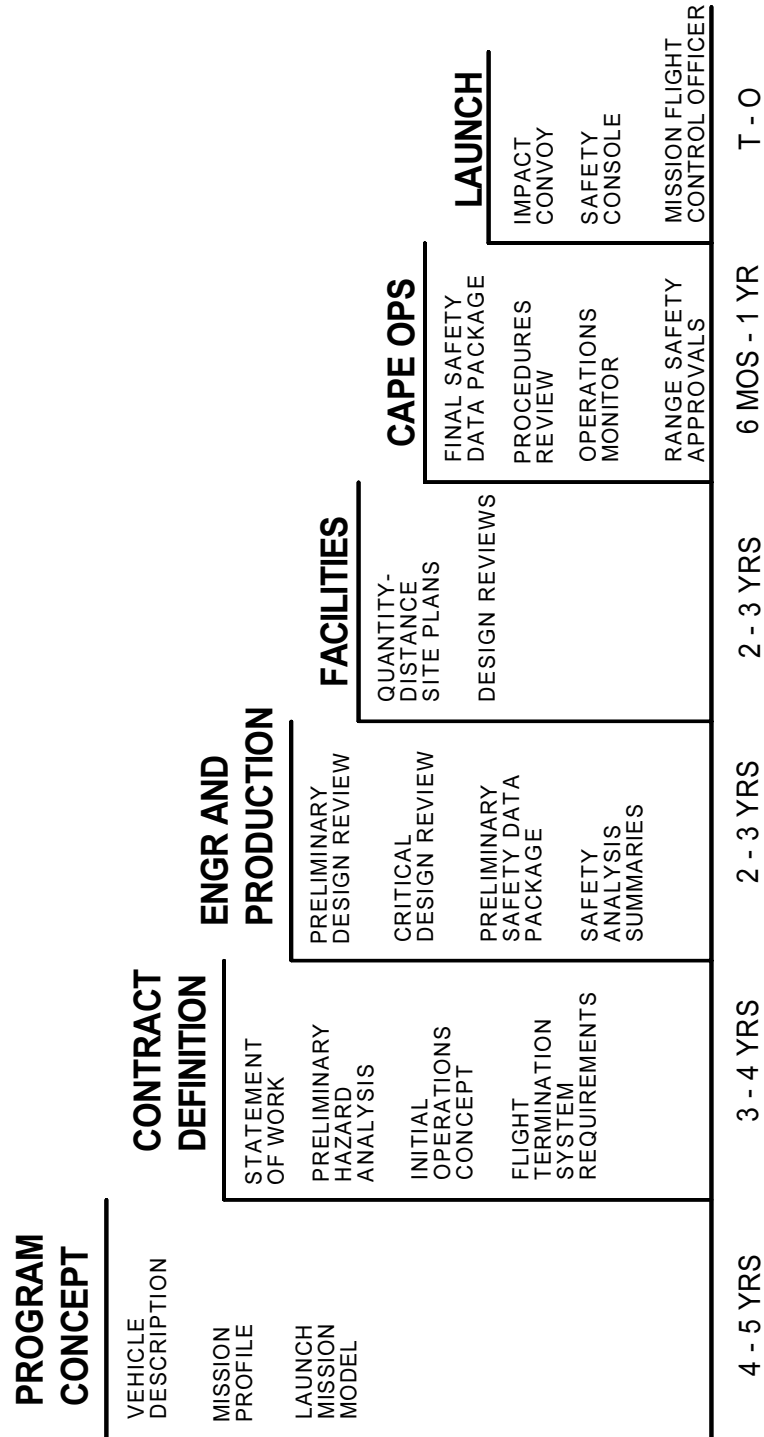 PROGRAM
CONCEPT
VEHICLE
DESCRIPTION
MISSION
PROFILE
LAUNCH
MISSION
MODEL
4 - 5 YRS
CONTRACT
DEFINITION
STATEMENT
OF WORK
PRELIMINARY
HAZARD
ANALYSIS
INITIAL
OPERATIONS
CONCEPT
FLIGHT
TERMINATION
SYSTEM
REQUIREMENTS
3 - 4 YRS
ENGR AND
PRODUCTION
PRELIMINARY
DESIGN REVIEW
CRITICAL
DESIGN REVIEW
PRELIMINARY
SAFETY DATA
PACKAGE
SAFETY
ANALYSIS
SUMMARIES
2 - 3 YRS
FACILITIES
QUANTITY-
DISTANCE
SITE PLANS
DESIGN REVIEWS
2 - 3 YRS
CAPE OPS
FINAL SAFETY
DATA PACKAGE
PROCEDURES
REVIEW
OPERATIONS
MONITOR
RANGE SAFETY
APPROVALS
6 MOS - 1 YR
LAUNCH
IMPACT
CONVOY
SAFETY
CONSOLE
MISSION FLIGHT
CONTROL OFFICER
T - O